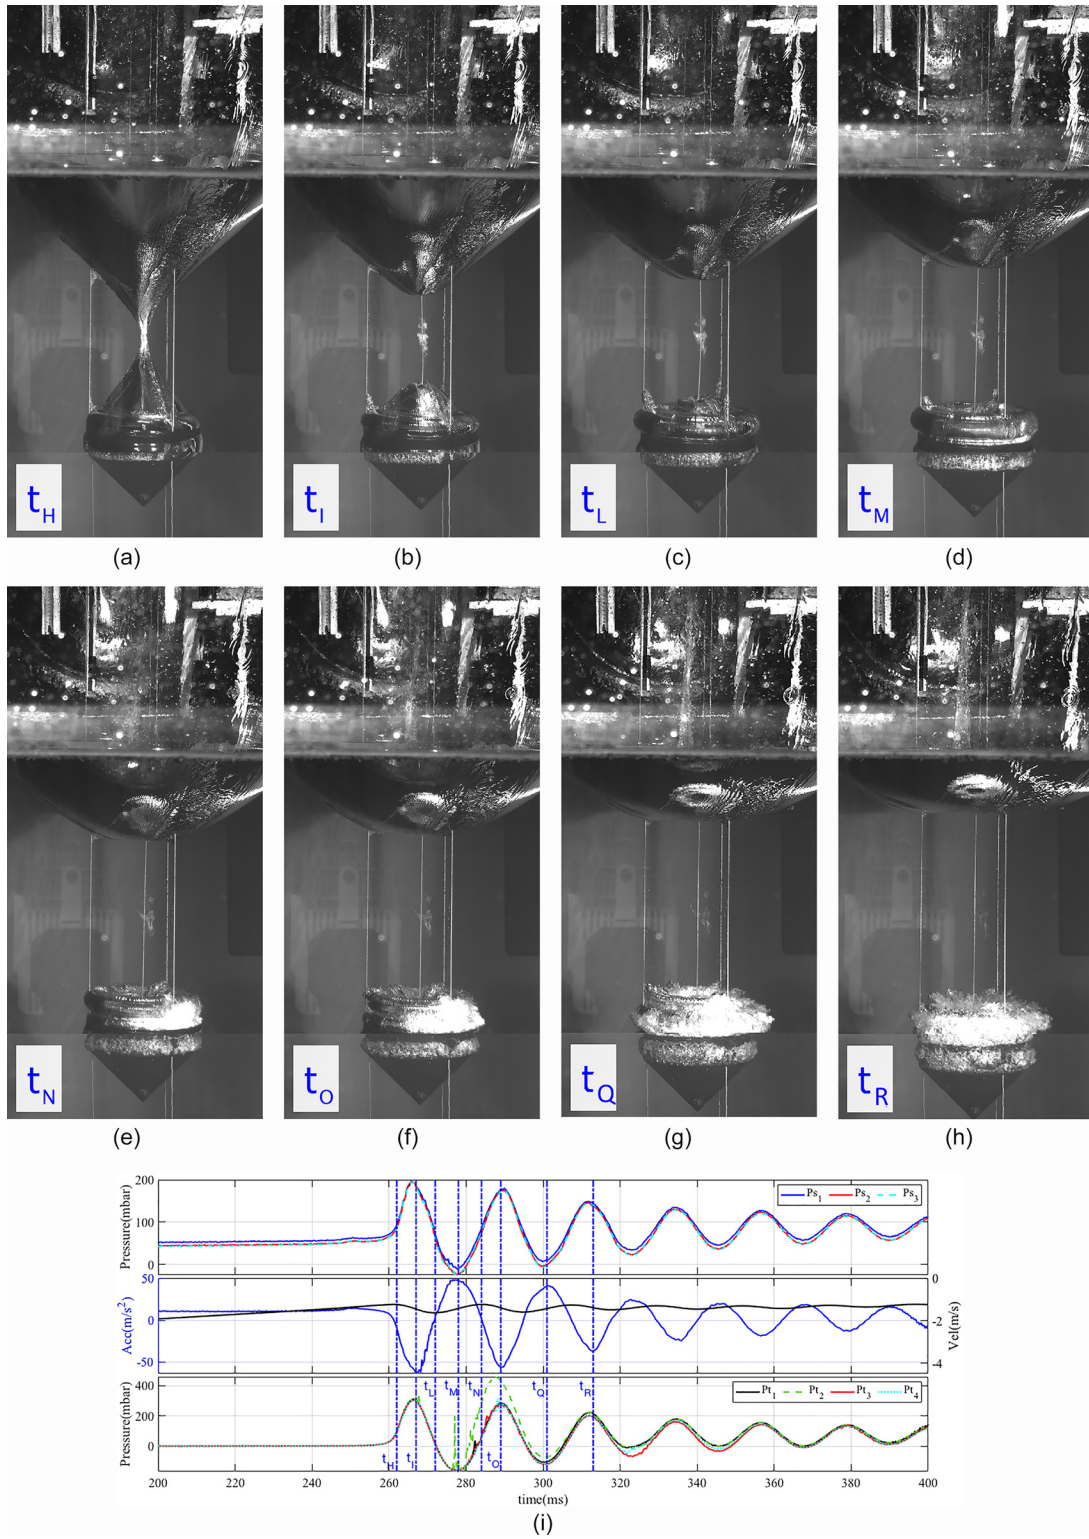 tH
tI
tL
tM
(a)
(b)
(c)
(d)
tN
tO
tQ
tR
(e)
(f)
(g)
(h)
200
100
0
Pressure(mbar)
Ps1
Ps2
Ps3
50
0
-50
Acc(m/s²)
0
-2
-4
Vel(m/s)
tL
tM
tN
tQ
tR
400
200
0
Pressure(mbar)
Pt1
Pt2
Pt3
Pt4
tH
tI
tO
200
220
240
260
280
300
320
340
360
380
400
time(ms)
(i)